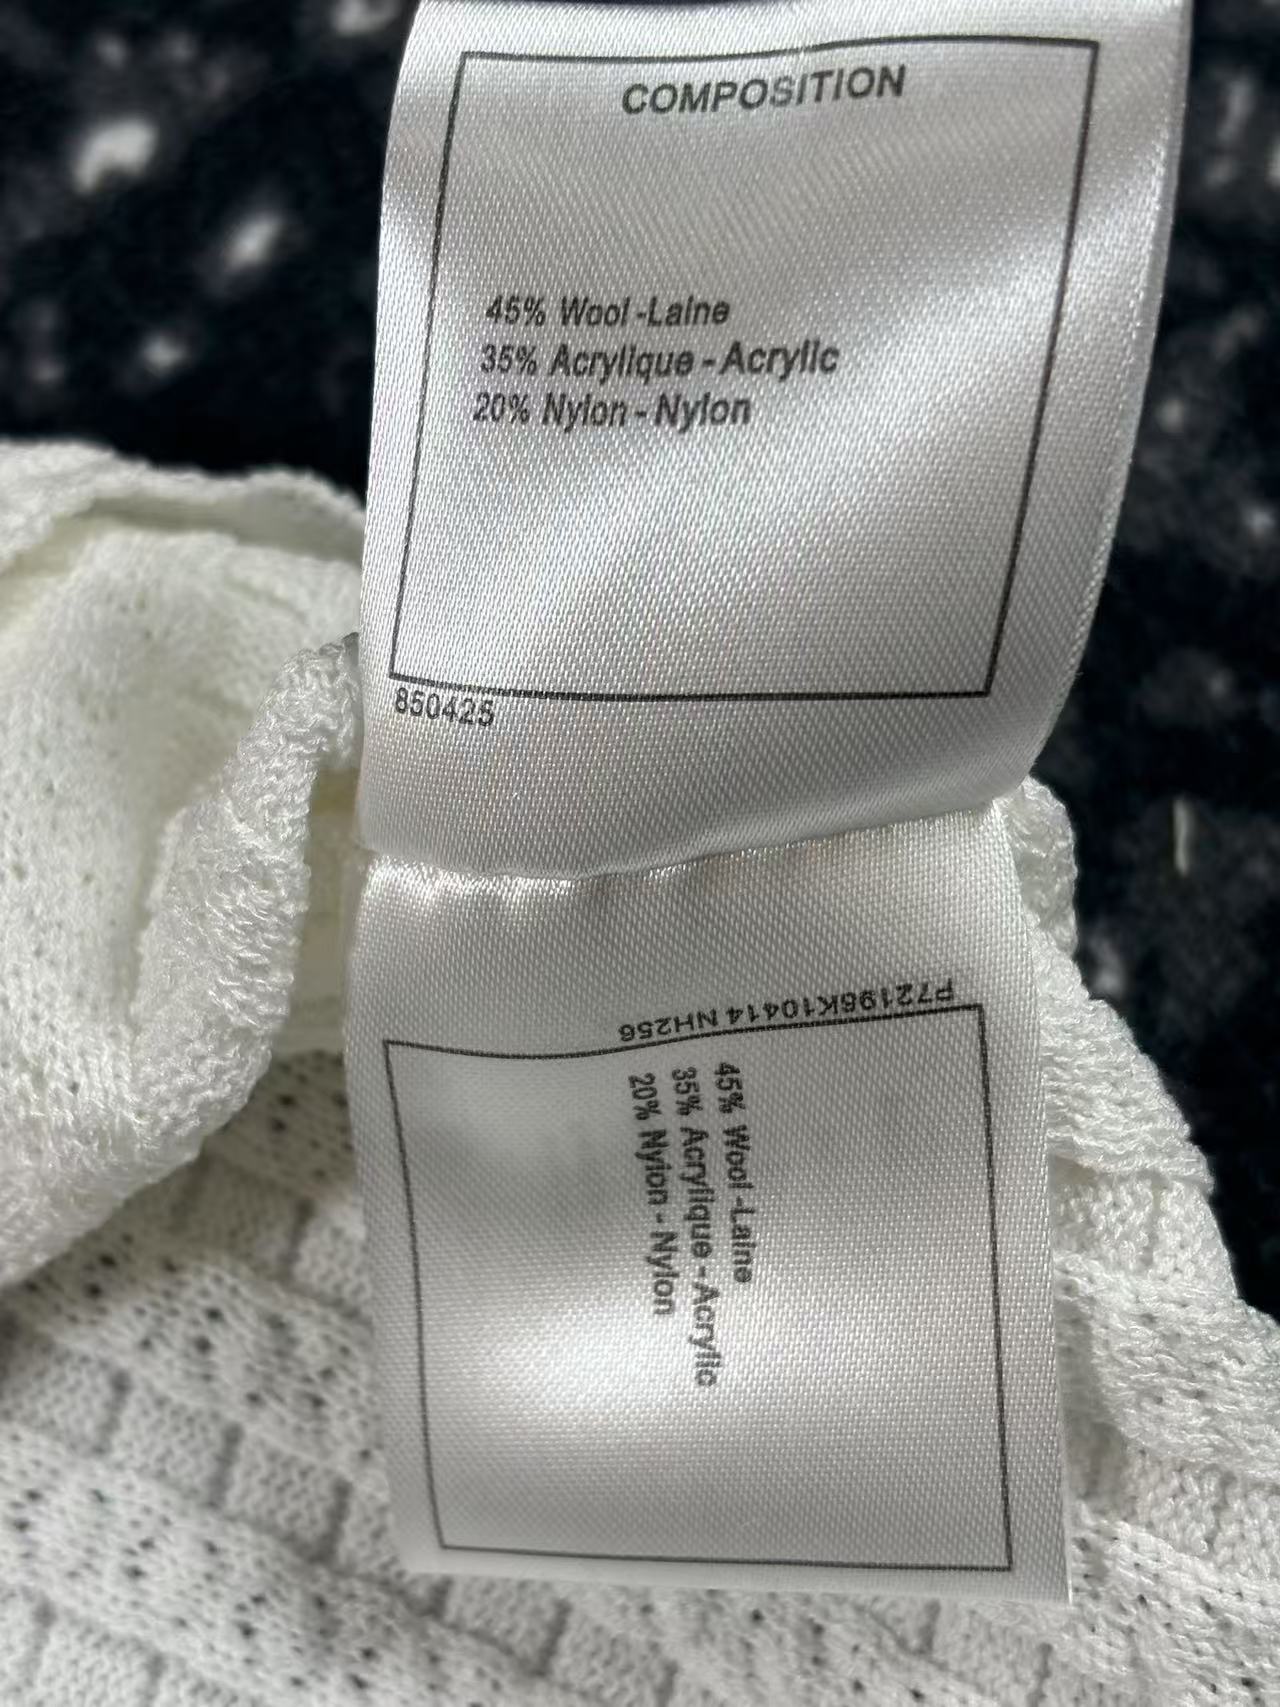 COMPOSITION
45% Wool-Laine
35% Acrylique - Acrylic
20% Nylon - Nylon
850425
P72196K10414 NH256
45% Wool-Laine
35% Acrylique - Acrylic
20% Nylon - Nylon